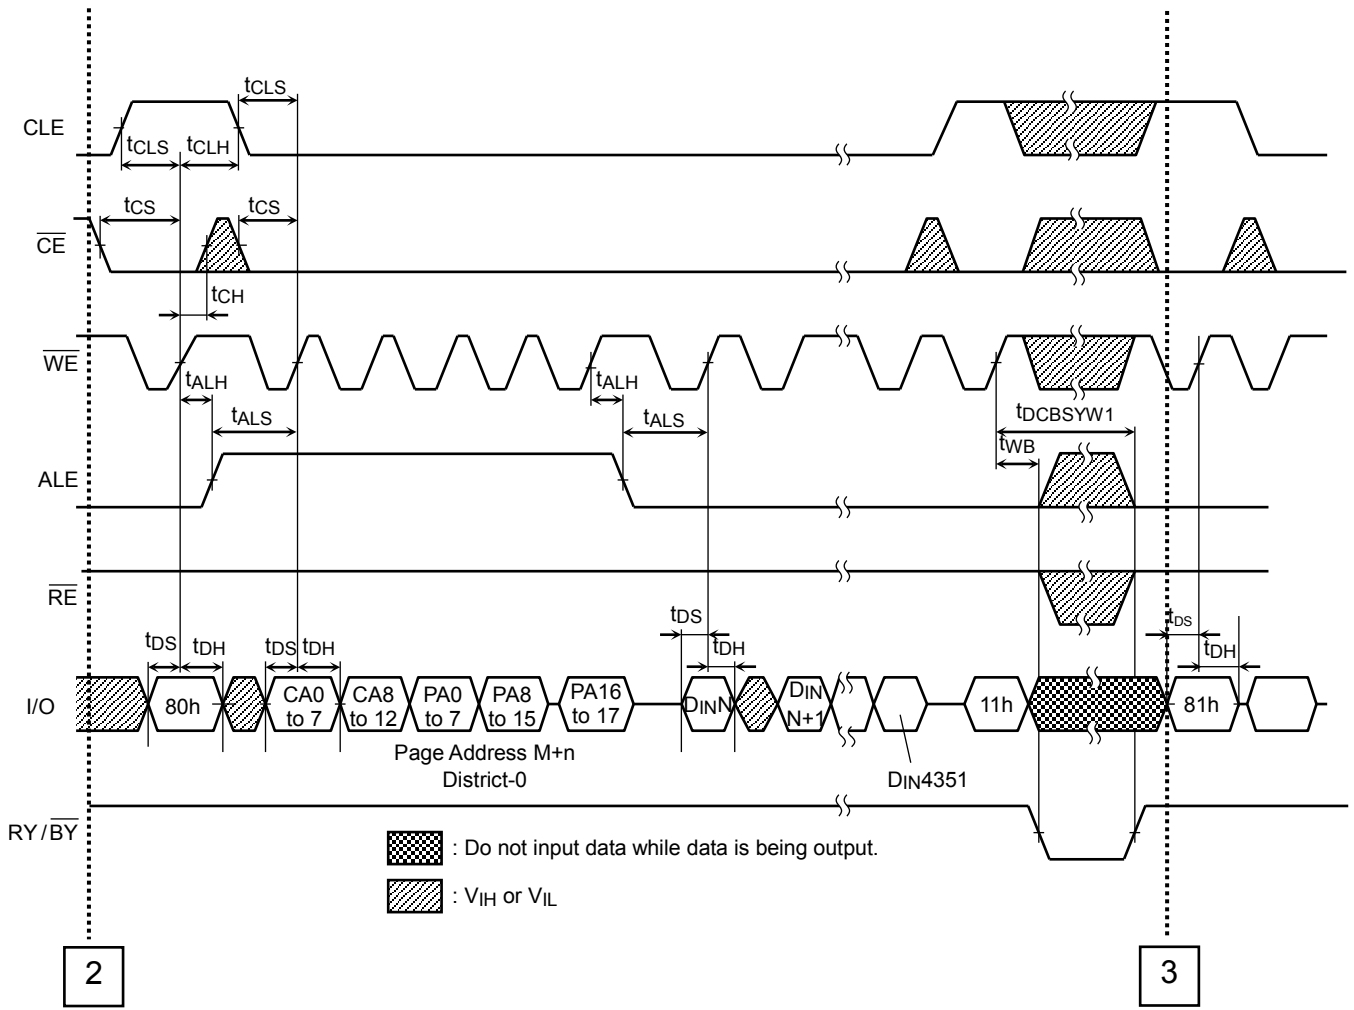 tCLS
CLE
tCLS tCLH
tCS tCS
CE
tCH
WE
tALH tALH
tALS tALS tDCBSYW1
tWB
ALE
RE
tDS tDS
tDS tDH tDS tDH tDH tDH
I/O
80h
CA0 to 7
CA8 to 12
PA0 to 7
PA8 to 15
PA16 to 17
DINN
DIN N+1
11h
81h
Page Address M+n
District-0
DIN4351
RY/BY
: Do not input data while data is being output.
: VIH or VIL
2
3